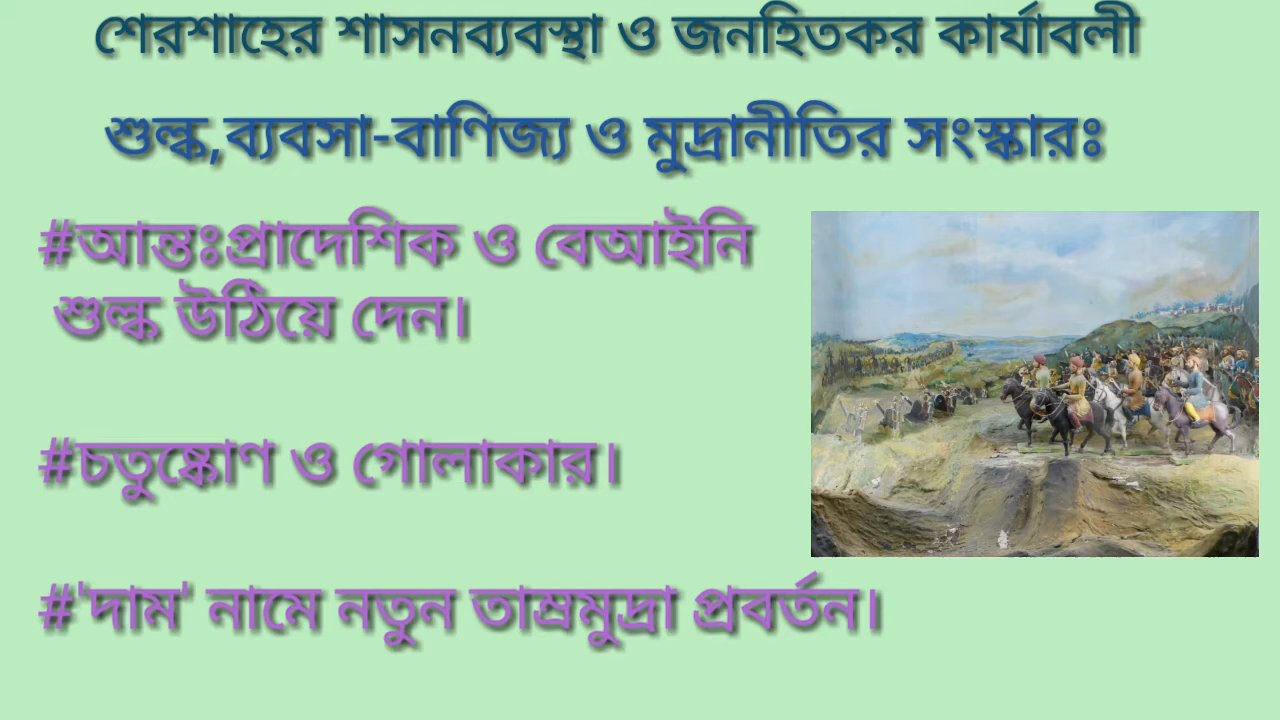 শেরশাহের শাসনব্যবস্থা ও জনহিতকর কার্যাবলী
শুল্ক,ব্যবসা-বাণিজ্য ও মুদ্রানীতির সংস্কারঃ
#আন্তঃপ্রাদেশিক ও বেআইনি
শুল্ক উঠিয়ে দেন।
#চতুষ্কোণ ও গোলাকার।
#'দাম' নামে নতুন তাম্রমুদ্রা প্রবর্তন।